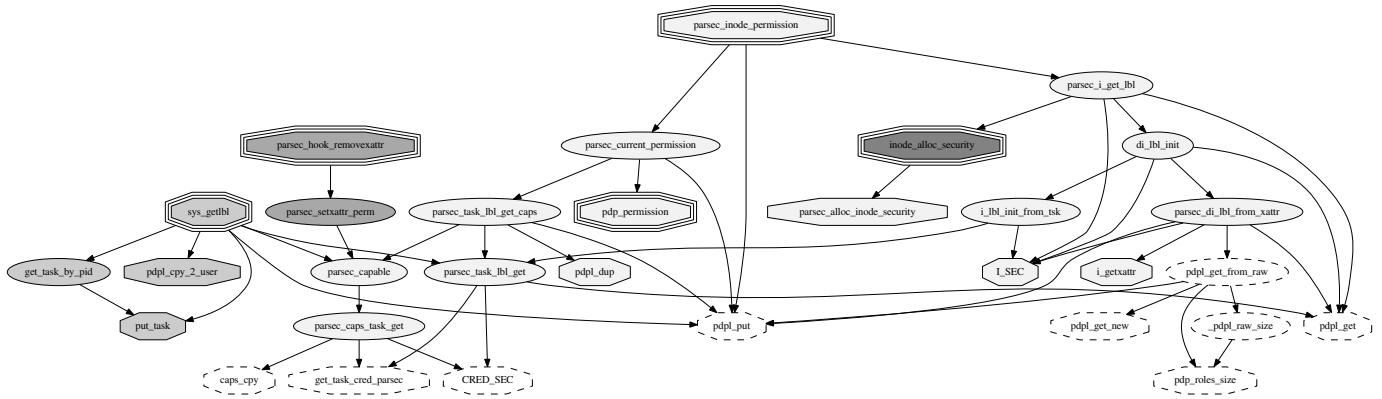 parsec_inode_permission
parsec_i_get_lbl
parsec_hook_removexattr
parsec_current_permission
inode_alloc_security
di_lbl_init
sys_getlbl
parsec_setxattr_perm
parsec_task_lbl_get_caps
pdp_permission
parsec_alloc_inode_security
i_lbl_init_from_tsk
parsec_di_lbl_from_xattr
get_task_by_pid
pdpl_cpy_2_user
parsec_capable
parsec_task_lbl_get
pdpl_dup
I_SEC
i_getxattr
pdpl_get_from_raw
put_task
parsec_caps_task_get
pdpl_put
pdpl_get_new
_pdpl_raw_size
pdpl_get
caps_cpy
get_task_cred_parsec
CRED_SEC
pdp_roles_size